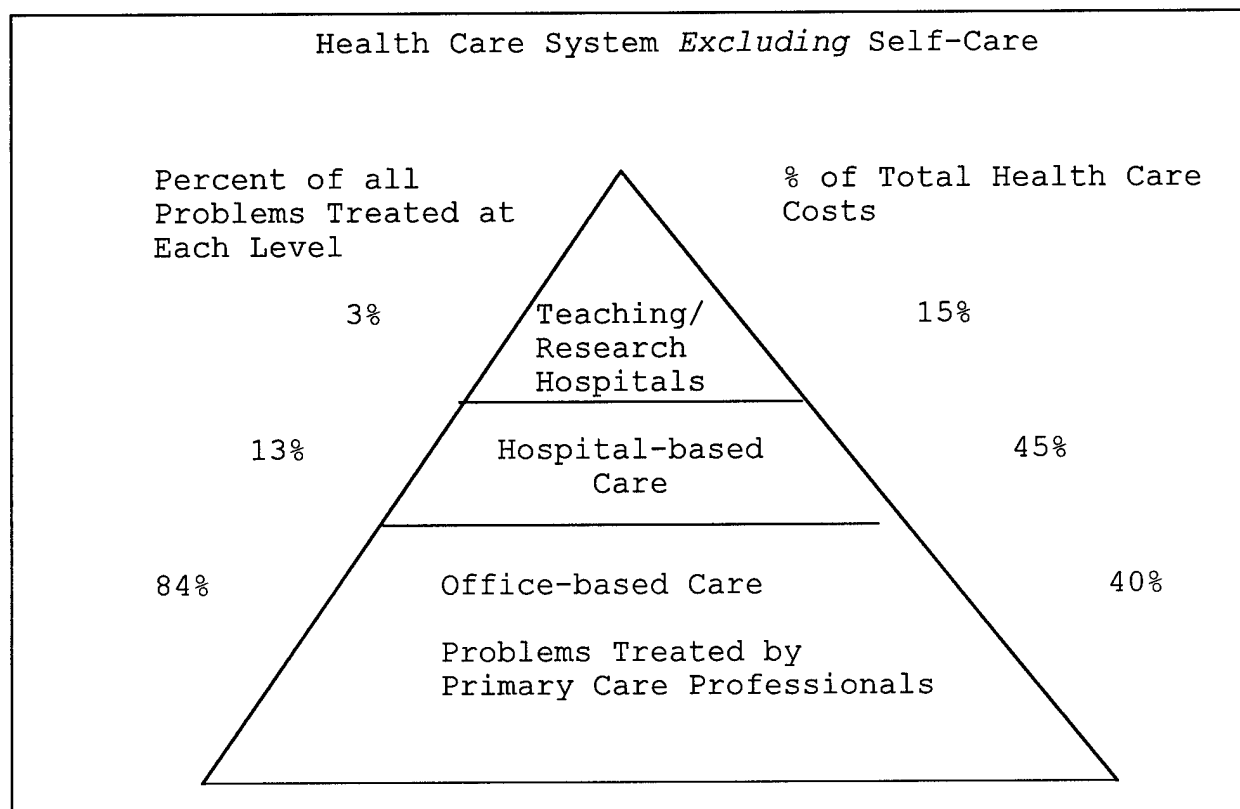 Health Care System Excluding Self-Care
Percent of all
Problems Treated at
Each Level
% of Total Health Care
Costs
3%
Teaching/
Research
Hospitals
15%
13%
Hospital-based
Care
45%
84%
Office-based Care
40%
Problems Treated by
Primary Care Professionals